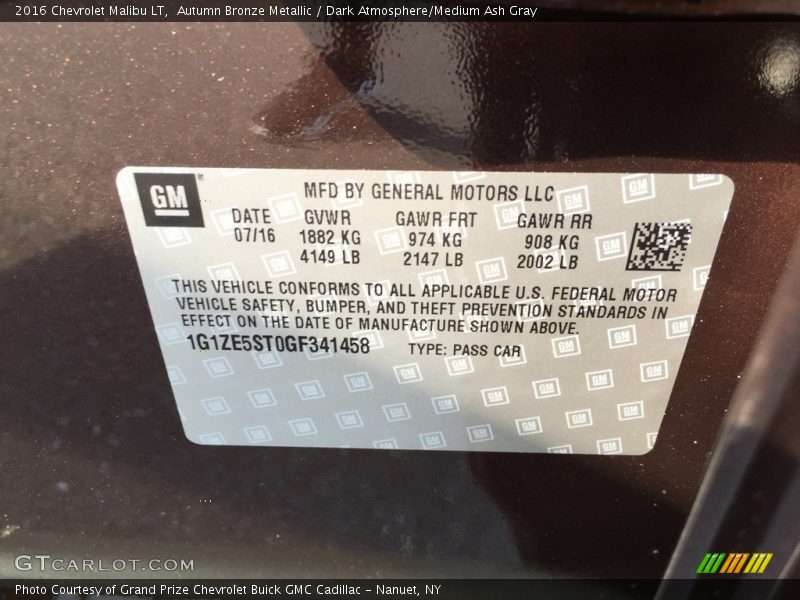 2016 Chevrolet Malibu LT, Autumn Bronze Metallic / Dark Atmosphere/Medium Ash Gray
GM
MFD BY GENERAL MOTORS LLC
DATE GVWR GAWR FRT GAWR RR
07/16 1882 KG 974 KG 908 KG
4149 LB 2147 LB 2002 LB
THIS VEHICLE CONFORMS TO ALL APPLICABLE U.S. FEDERAL MOTOR
VEHICLE SAFETY, BUMPER, AND THEFT PREVENTION STANDARDS IN
EFFECT ON THE DATE OF MANUFACTURE SHOWN ABOVE.
1G1ZE5ST0GF341458 TYPE: PASS CAR
GTCARLOT.COM
Photo Courtesy of Grand Prize Chevrolet Buick GMC Cadillac – Nanuet, NY